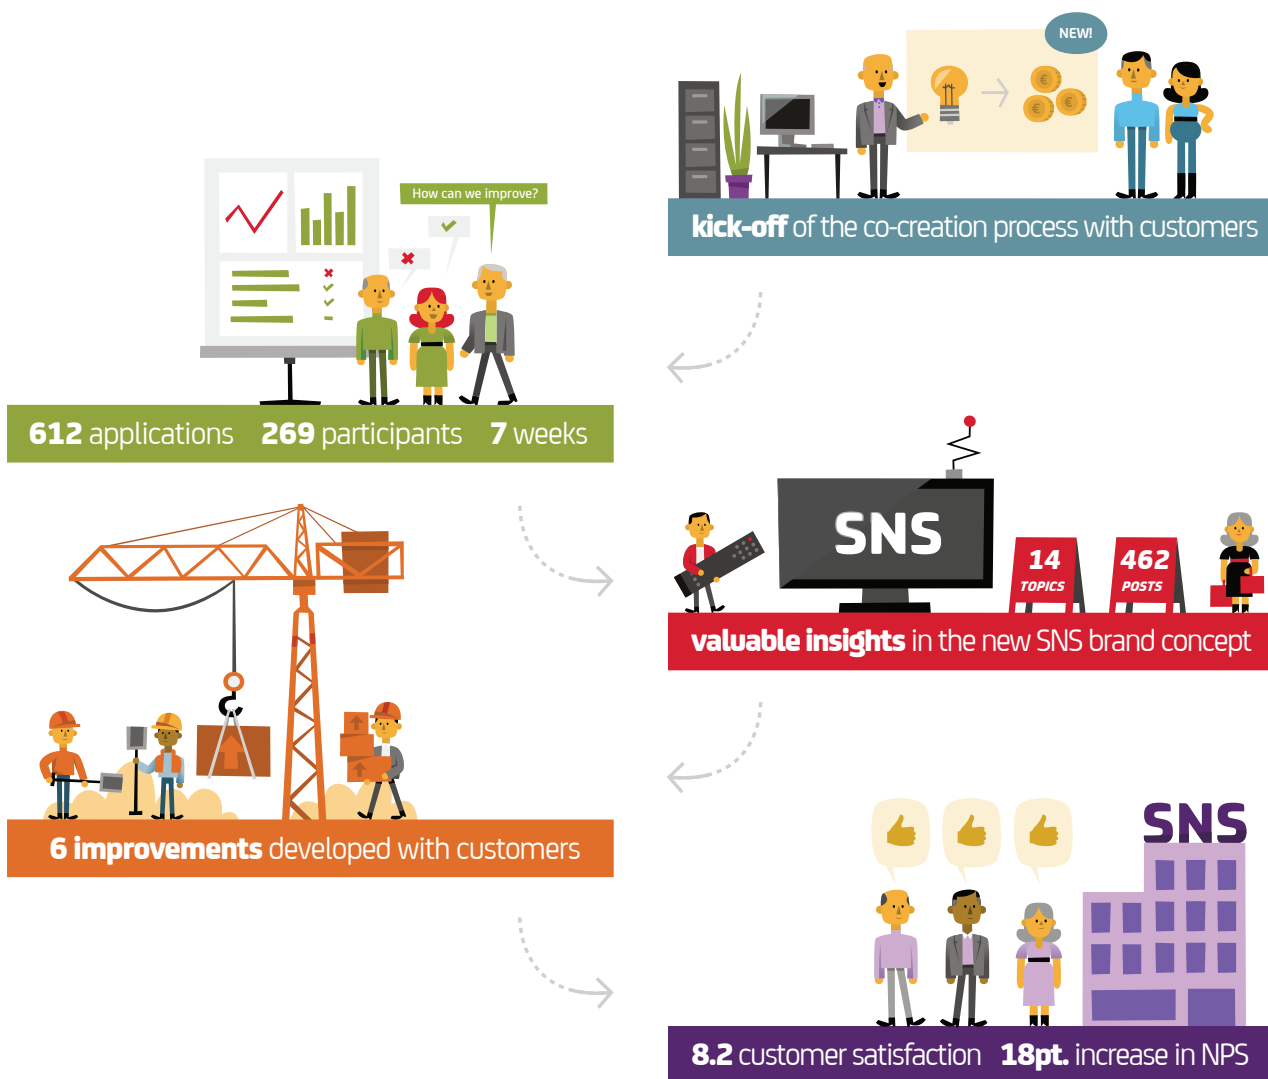 NEW!
kick-off of the co-creation process with customers
How can we improve?
612 applications 269 participants 7 weeks
SNS
14
TOPICS
462
POSTS
valuable insights in the new SNS brand concept
6 improvements developed with customers
SNS
8.2 customer satisfaction 18pt. increase in NPS